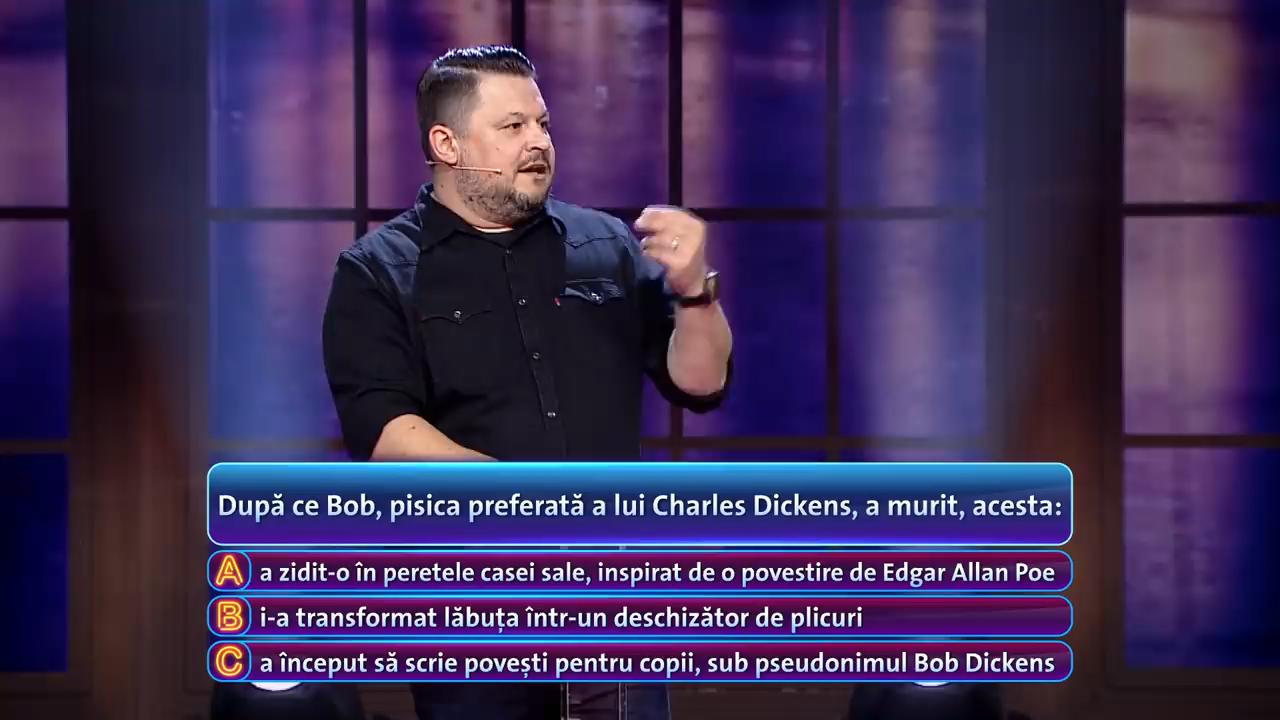 După ce Bob, pisica preferată a lui Charles Dickens, a murit, acesta:
A a zidit-o în peretele casei sale, inspirat de o povestire de Edgar Allan Poe
B i-a transformat lăbuța într-un deschizător de plicuri
C a început să scrie povești pentru copii, sub pseudonimul Bob Dickens